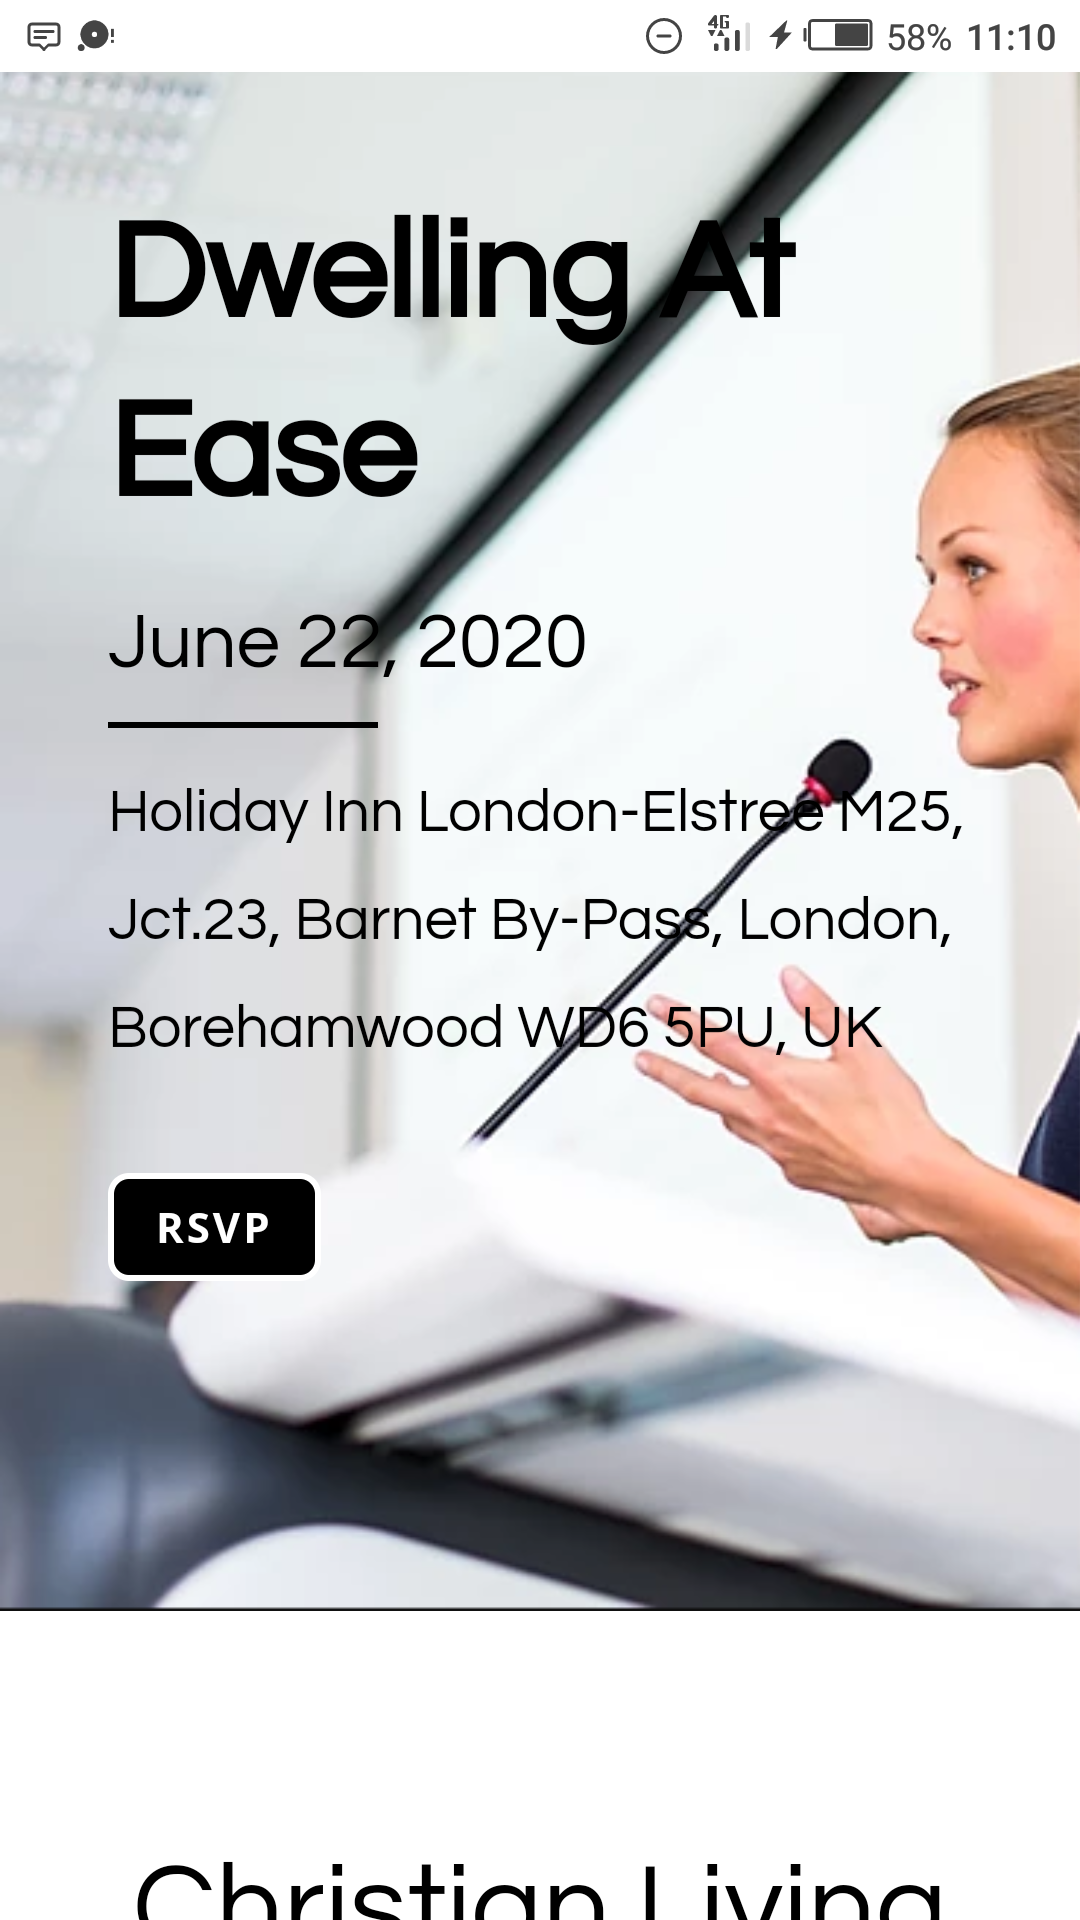 4G 58% 11:10
Dwelling At
Ease
June 22, 2020
Holiday Inn London-Elstree M25,
Jct.23, Barnet By-Pass, London,
Borehamwood WD6 5PU, UK
RSVP
Christian Living